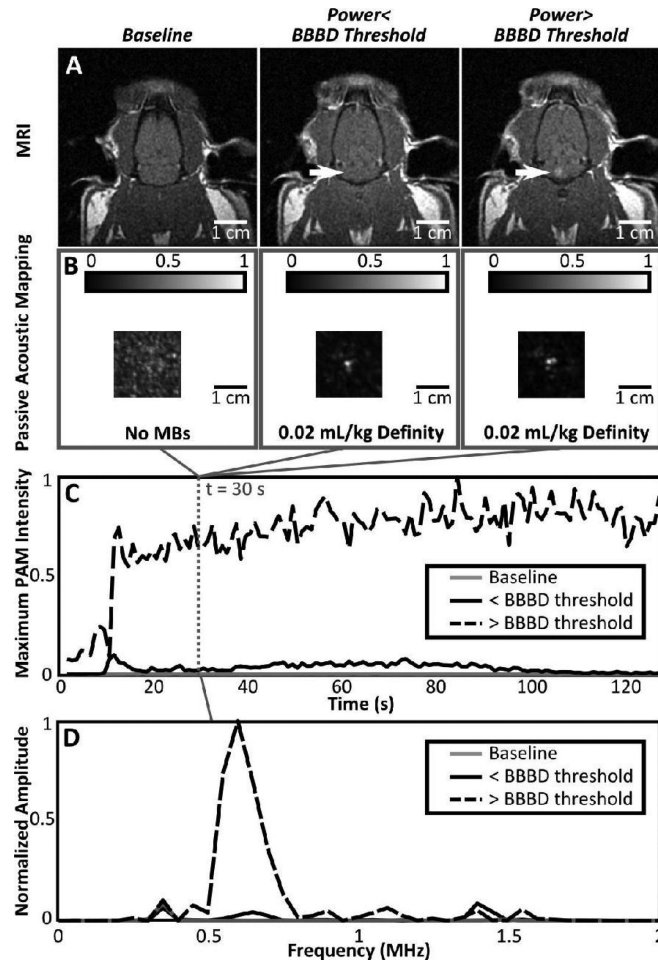 Baseline
Power<
BBBD Threshold
Power>
BBBD Threshold
MRI
A
1 cm
1 cm
1 cm
Passive Acoustic Mapping
B
0 0.5 1
0 0.5 1
0 0.5 1
1 cm
1 cm
1 cm
No MBs
0.02 mL/kg Definity
0.02 mL/kg Definity
C
t = 30 s
Maximum PAM Intensity
1
0.5
0
Baseline
< BBBD threshold
> BBBD threshold
0 20 40 60 80 100 120
Time (s)
D
Normalized Amplitude
1
0.5
0
Baseline
< BBBD threshold
> BBBD threshold
0 0.5 1 1.5 2
Frequency (MHz)